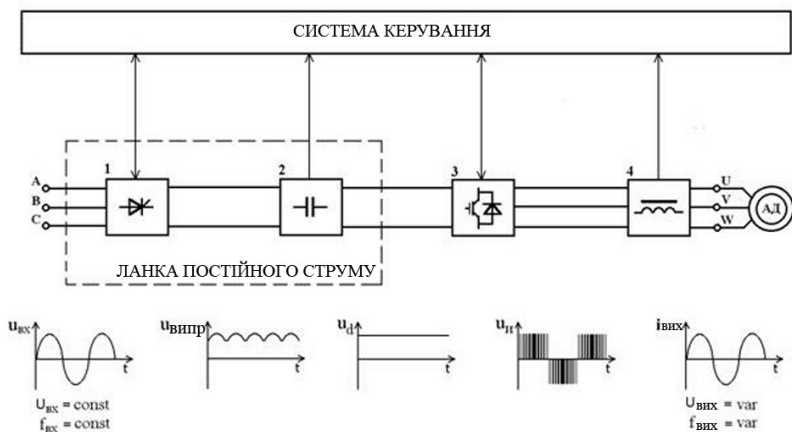 СИСТЕМА КЕРУВАННЯ
1
2
3
4
A
B
C
U
V
W
АД
ЛАНКА ПОСТІЙНОГО СТРУМУ
uвх
t
uвипр
t
ud
t
uи
t
iвих
t
Uвх = const
fвх = const
Uвих = var
fвих = var